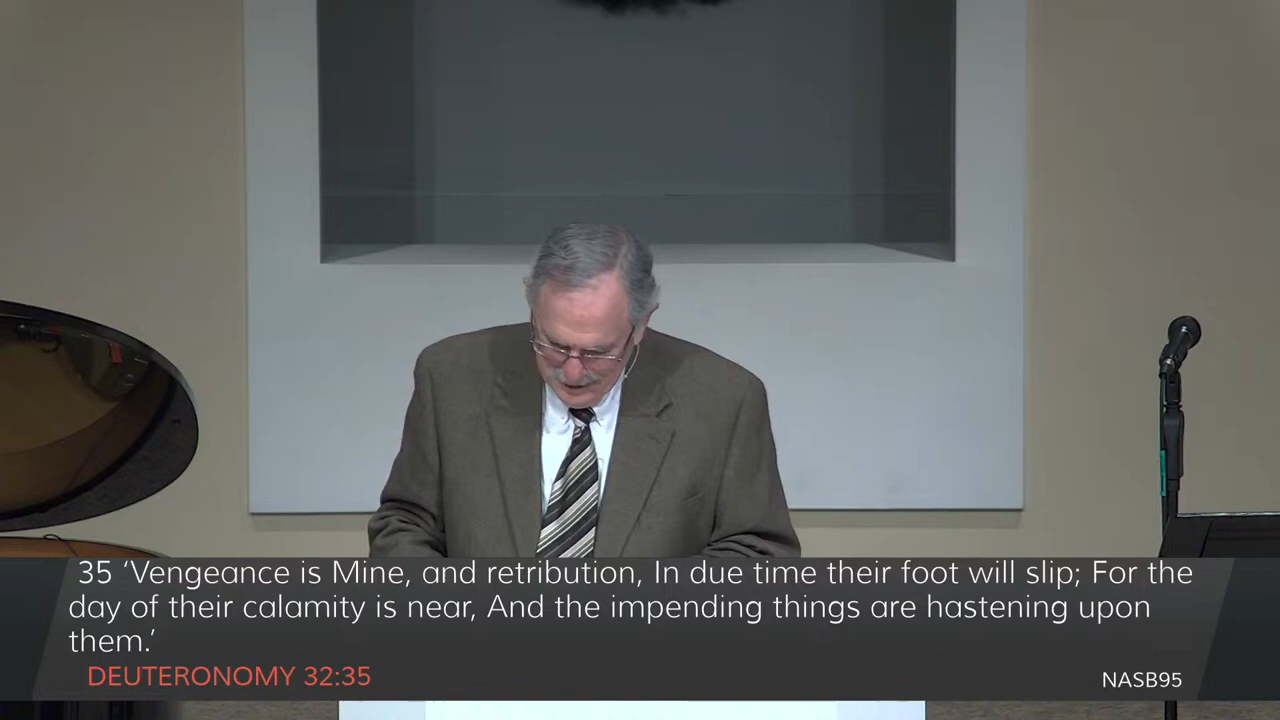 35 ‘Vengeance is Mine, and retribution, In due time their foot will slip; For the
day of their calamity is near, And the impending things are hastening upon
them.’
DEUTERONOMY 32:35
NASB95